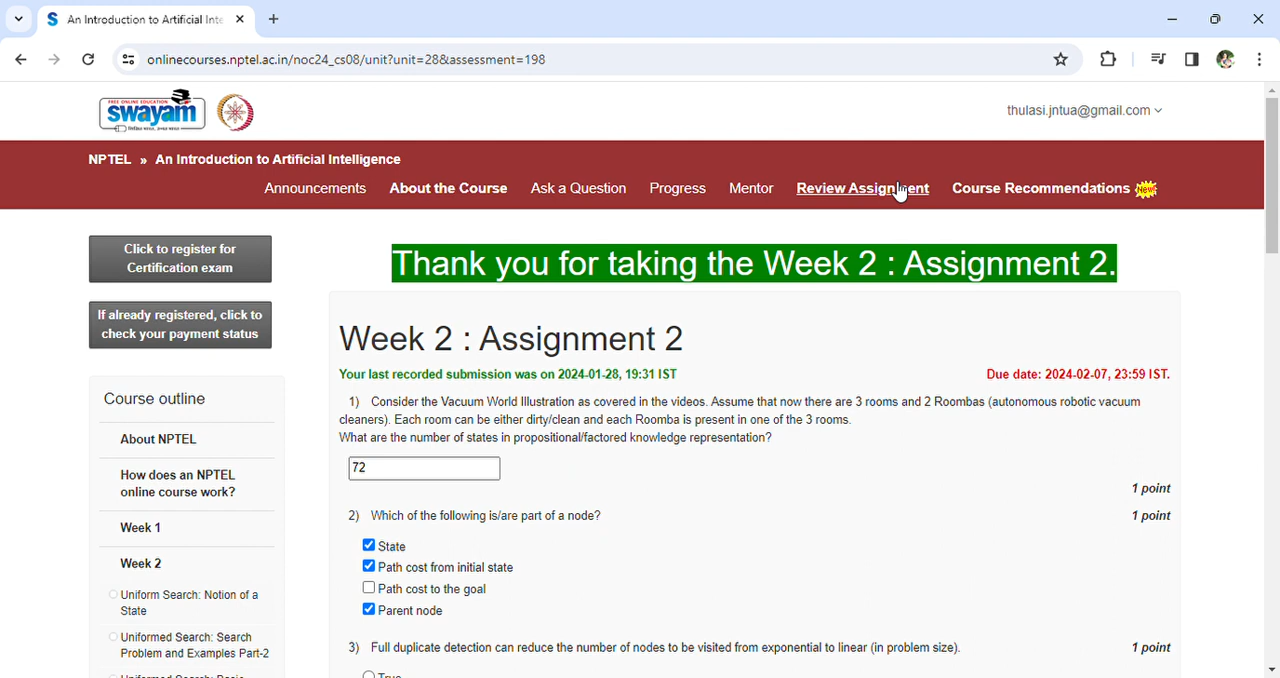 An Introduction to Artificial Inte
onlinecourses.nptel.ac.in/noc24_cs08/unit?unit=28&assessment=198
FREE ONLINE EDUCATION
swayam
thulasi.jntua@gmail.com
NPTEL » An Introduction to Artificial Intelligence
Announcements About the Course Ask a Question Progress Mentor Review Assignment Course Recommendations
Click to register for
Certification exam
Thank you for taking the Week 2 : Assignment 2.
If already registered, click to
check your payment status
Week 2 : Assignment 2
Your last recorded submission was on 2024-01-28, 19:31 IST Due date: 2024-02-07, 23:59 IST.
1) Consider the Vacuum World Illustration as covered in the videos. Assume that now there are 3 rooms and 2 Roombas (autonomous robotic vacuum
cleaners). Each room can be either dirty/clean and each Roomba is present in one of the 3 rooms.
What are the number of states in propositional/factored knowledge representation?
72
1 point
2) Which of the following is/are part of a node? 1 point
State
Path cost from initial state
Path cost to the goal
Parent node
3) Full duplicate detection can reduce the number of nodes to be visited from exponential to linear (in problem size). 1 point
True
Course outline
About NPTEL
How does an NPTEL
online course work?
Week 1
Week 2
Uniform Search: Notion of a
State
Uniformed Search: Search
Problem and Examples Part-2
Uniformed Search: Basic